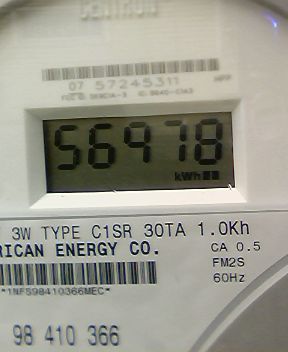 CENTRON
07 57245311
56978
kWh
3W TYPE C1SR 30TA 1.0Kh
RICAN ENERGY CO.
CA 0.5
FM2S
60Hz
*1NFS98410366MEC*
98 410 366